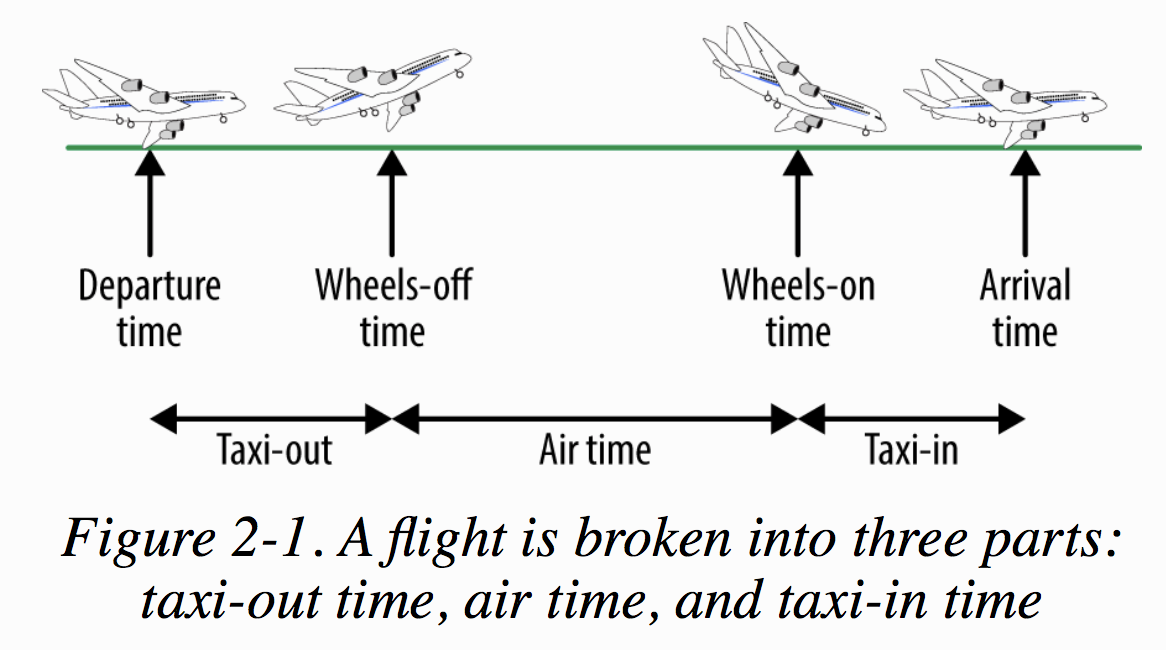 Departure time
Wheels-off time
Wheels-on time
Arrival time
Taxi-out
Air time
Taxi-in
Figure 2-1. A flight is broken into three parts:
taxi-out time, air time, and taxi-in time